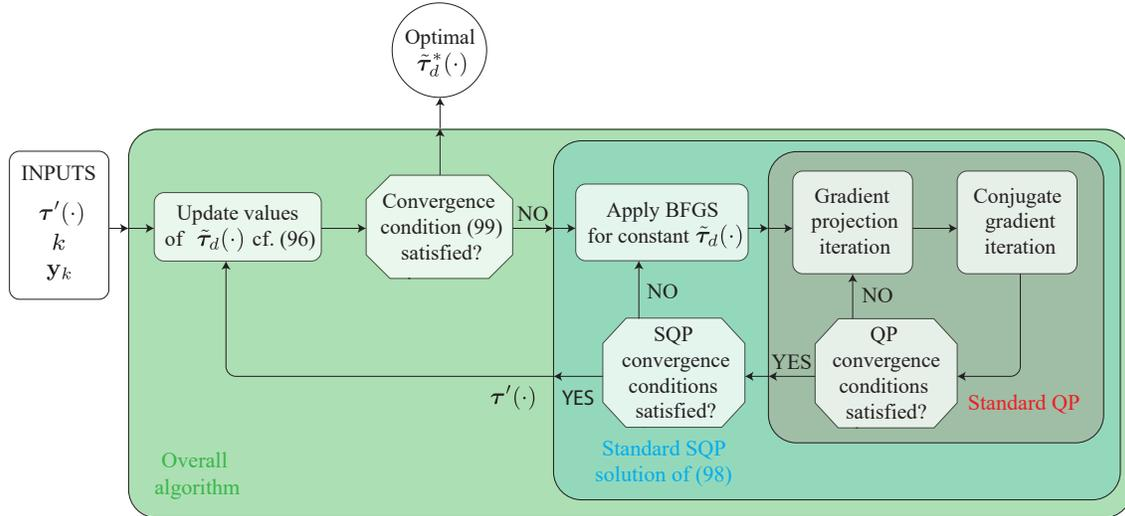 Optimal
τ̃*_d(·)
INPUTS
τ′(·)
k
y_k
Update values
of τ̃_d(·) cf. (96)
Convergence
condition (99)
satisfied?
NO
Apply BFGS
for constant τ̃_d(·)
Gradient
projection
iteration
Conjugate
gradient
iteration
NO
NO
SQP
convergence
conditions
satisfied?
YES
QP
convergence
conditions
satisfied?
τ′(·)
YES
Standard QP
Standard SQP
solution of (98)
Overall
algorithm